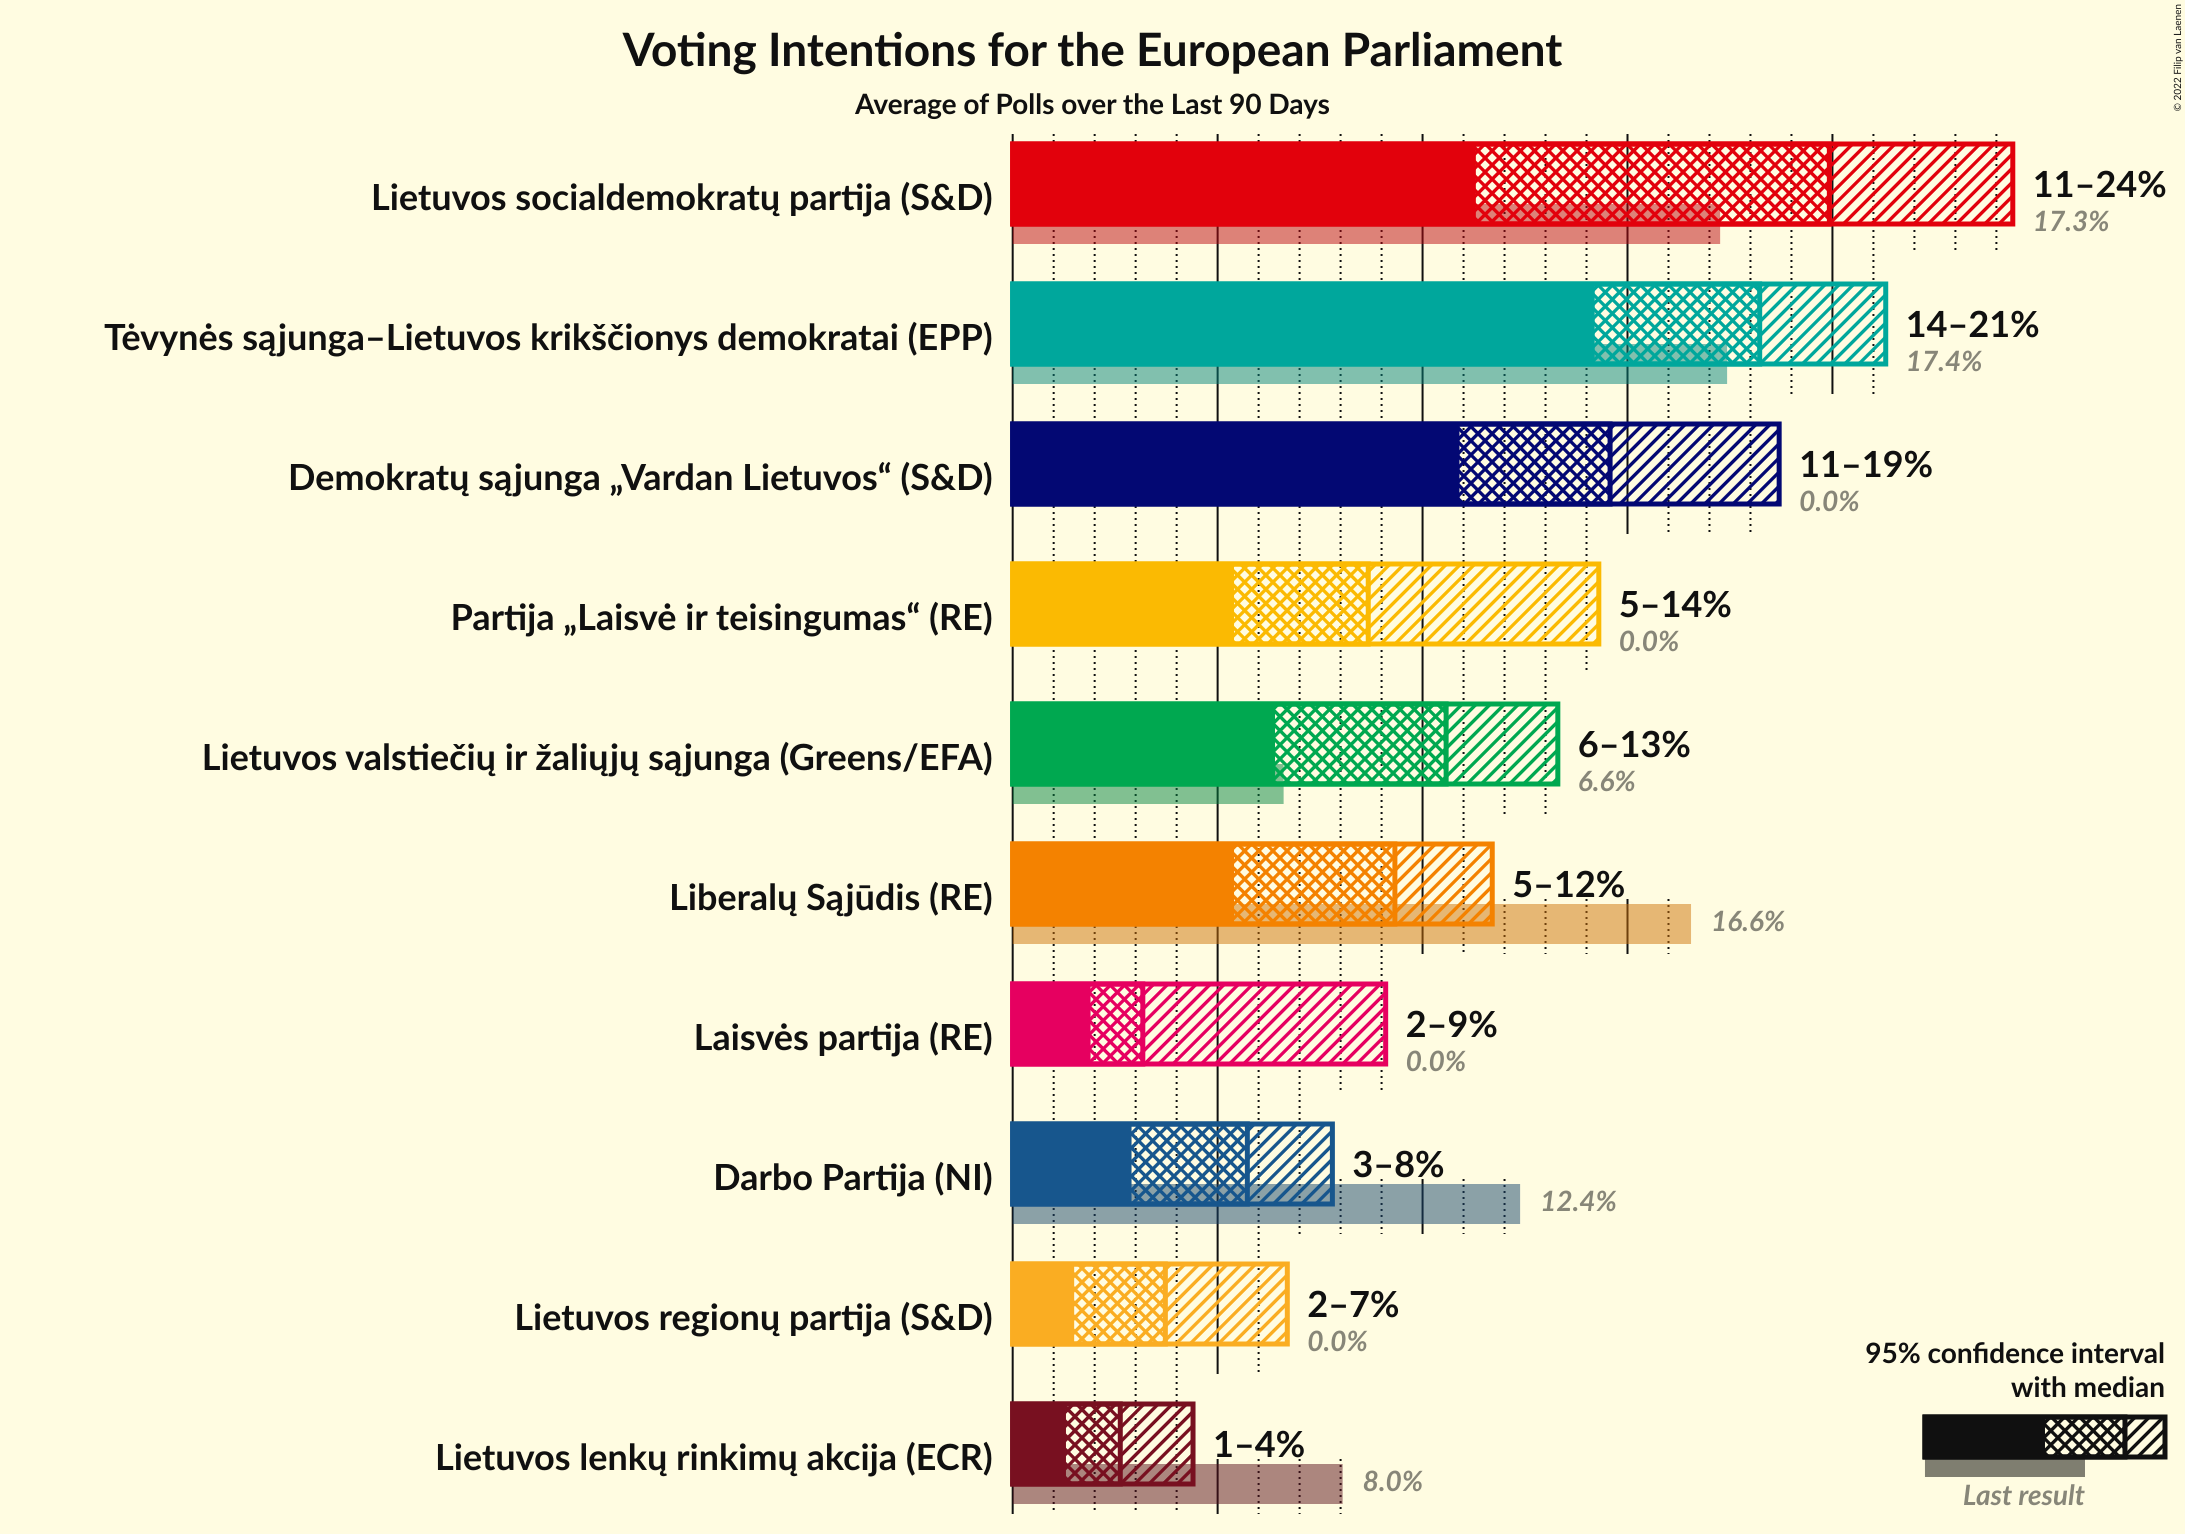 © 2022 Filip van Laenen
Voting Intentions for the European Parliament
Average of Polls over the Last 90 Days
Lietuvos socialdemokratų partija (S&D)
11–24%
17.3%
Tėvynės sąjunga–Lietuvos krikščionys demokratai (EPP)
14–21%
17.4%
Demokratų sąjunga „Vardan Lietuvos“ (S&D)
11–19%
0.0%
Partija „Laisvė ir teisingumas“ (RE)
5–14%
0.0%
Lietuvos valstiečių ir žaliųjų sąjunga (Greens/EFA)
6–13%
6.6%
Liberalų Sąjūdis (RE)
5–12%
16.6%
Laisvės partija (RE)
2–9%
0.0%
Darbo Partija (NI)
3–8%
12.4%
Lietuvos regionų partija (S&D)
2–7%
0.0%
Lietuvos lenkų rinkimų akcija (ECR)
1–4%
8.0%
95% confidence interval
with median
Last result